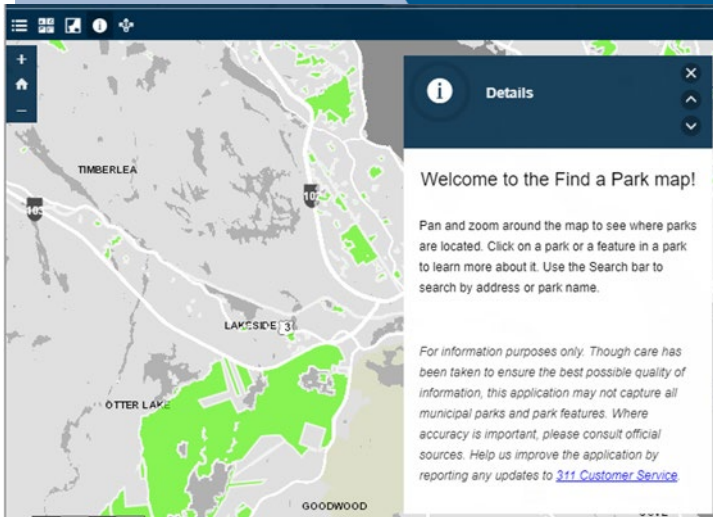 Details
Welcome to the Find a Park map!
Pan and zoom around the map to see where parks
are located. Click on a park or a feature in a park
to learn more about it. Use the Search bar to
search by address or park name.
For information purposes only. Though care has
been taken to ensure the best possible quality of
information, this application may not capture all
municipal parks and park features. Where
accuracy is important, please consult official
sources. Help us improve the application by
reporting any updates to 311 Customer Service.
TIMBERLEA
103
102
LAKESIDE 3
OTTER LAKE
GOODWOOD